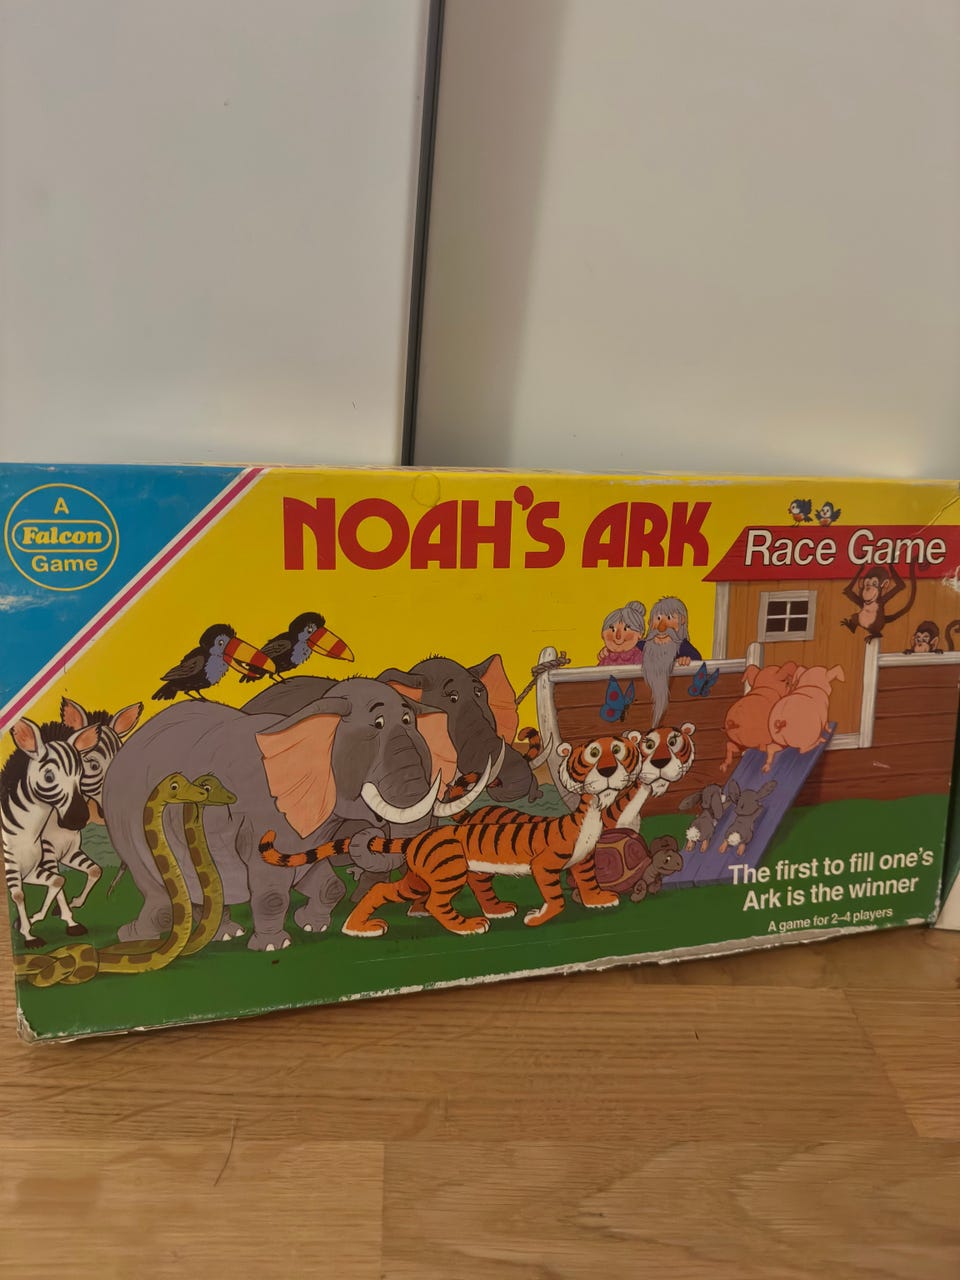 A
Falcon
Game
NOAH'S ARK
Race Game
The first to fill one's
Ark is the winner
A game for 2–4 players